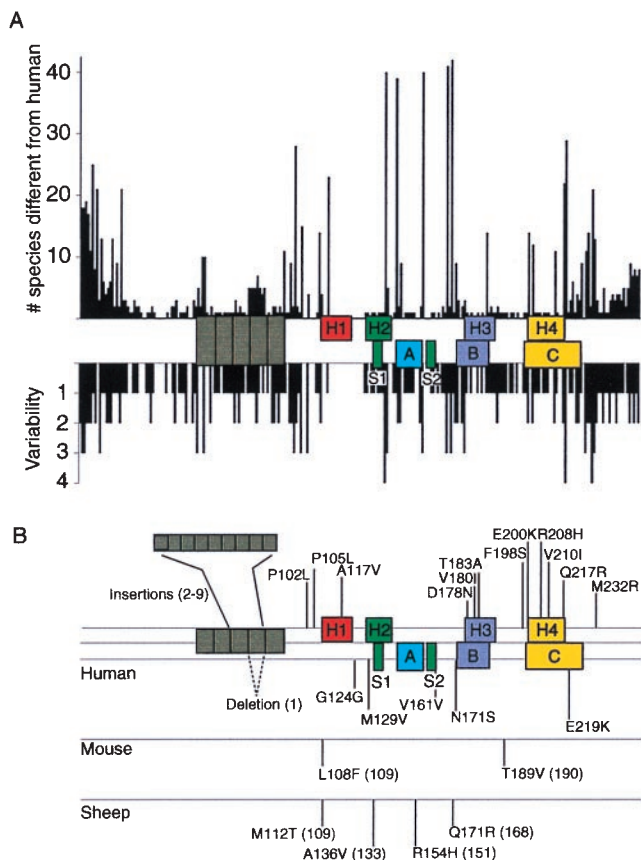 A
# species different from human
40
30
20
10
H1
H2
H3
H4
A
B
C
S1
S2
Variability
1
2
3
4
B
E200K R208H
P105L
P102L
A117V
T183A
V180I
D178N
F198S
V210I
Q217R
M232R
Insertions (2-9)
H1
H2
H3
H4
A
B
C
S1
S2
Human
Deletion (1)
G124G
M129V
V161V
N171S
E219K
Mouse
L108F (109)
T189V (190)
Sheep
M112T (109)
Q171R (168)
A136V (133)
R154H (151)